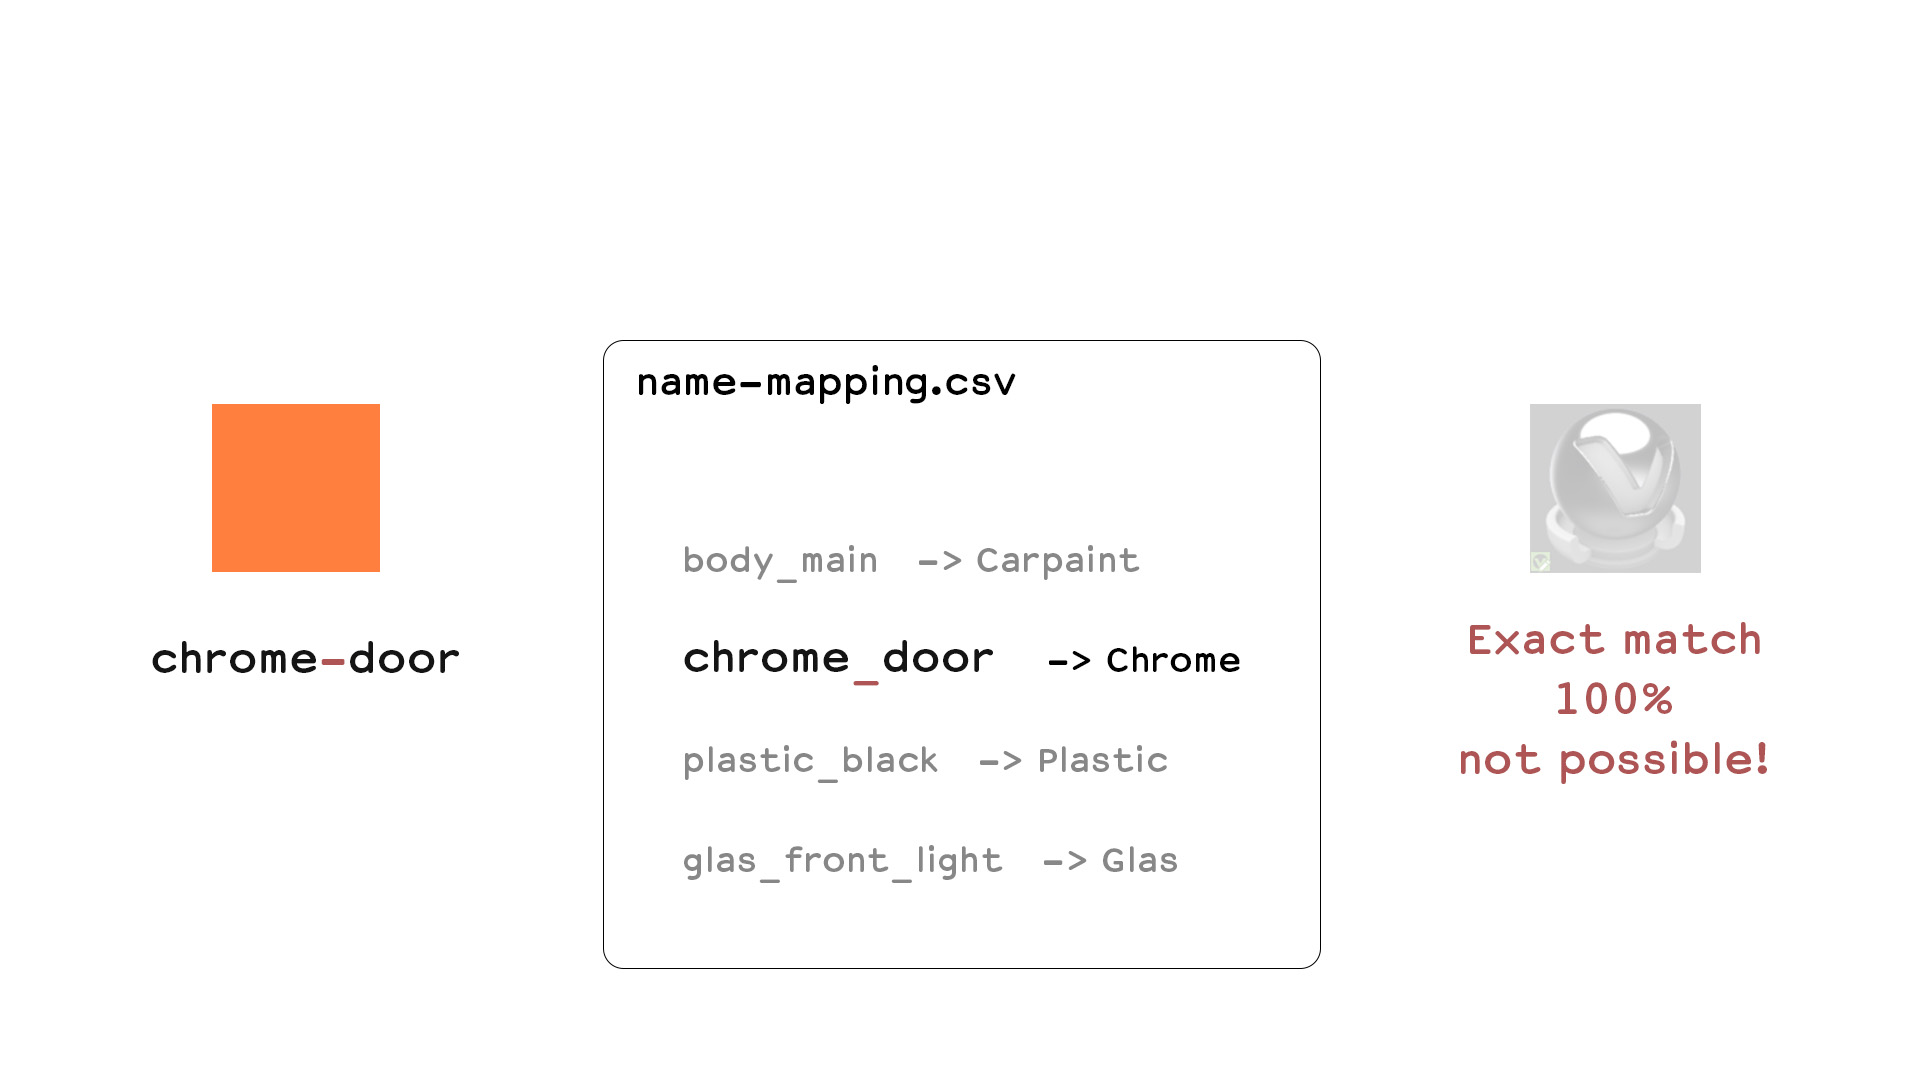 name-mapping.csv
body_main -> Carpaint
chrome-door
chrome_door -> Chrome
plastic_black -> Plastic
glas_front_light -> Glas
Exact match
100%
not possible!